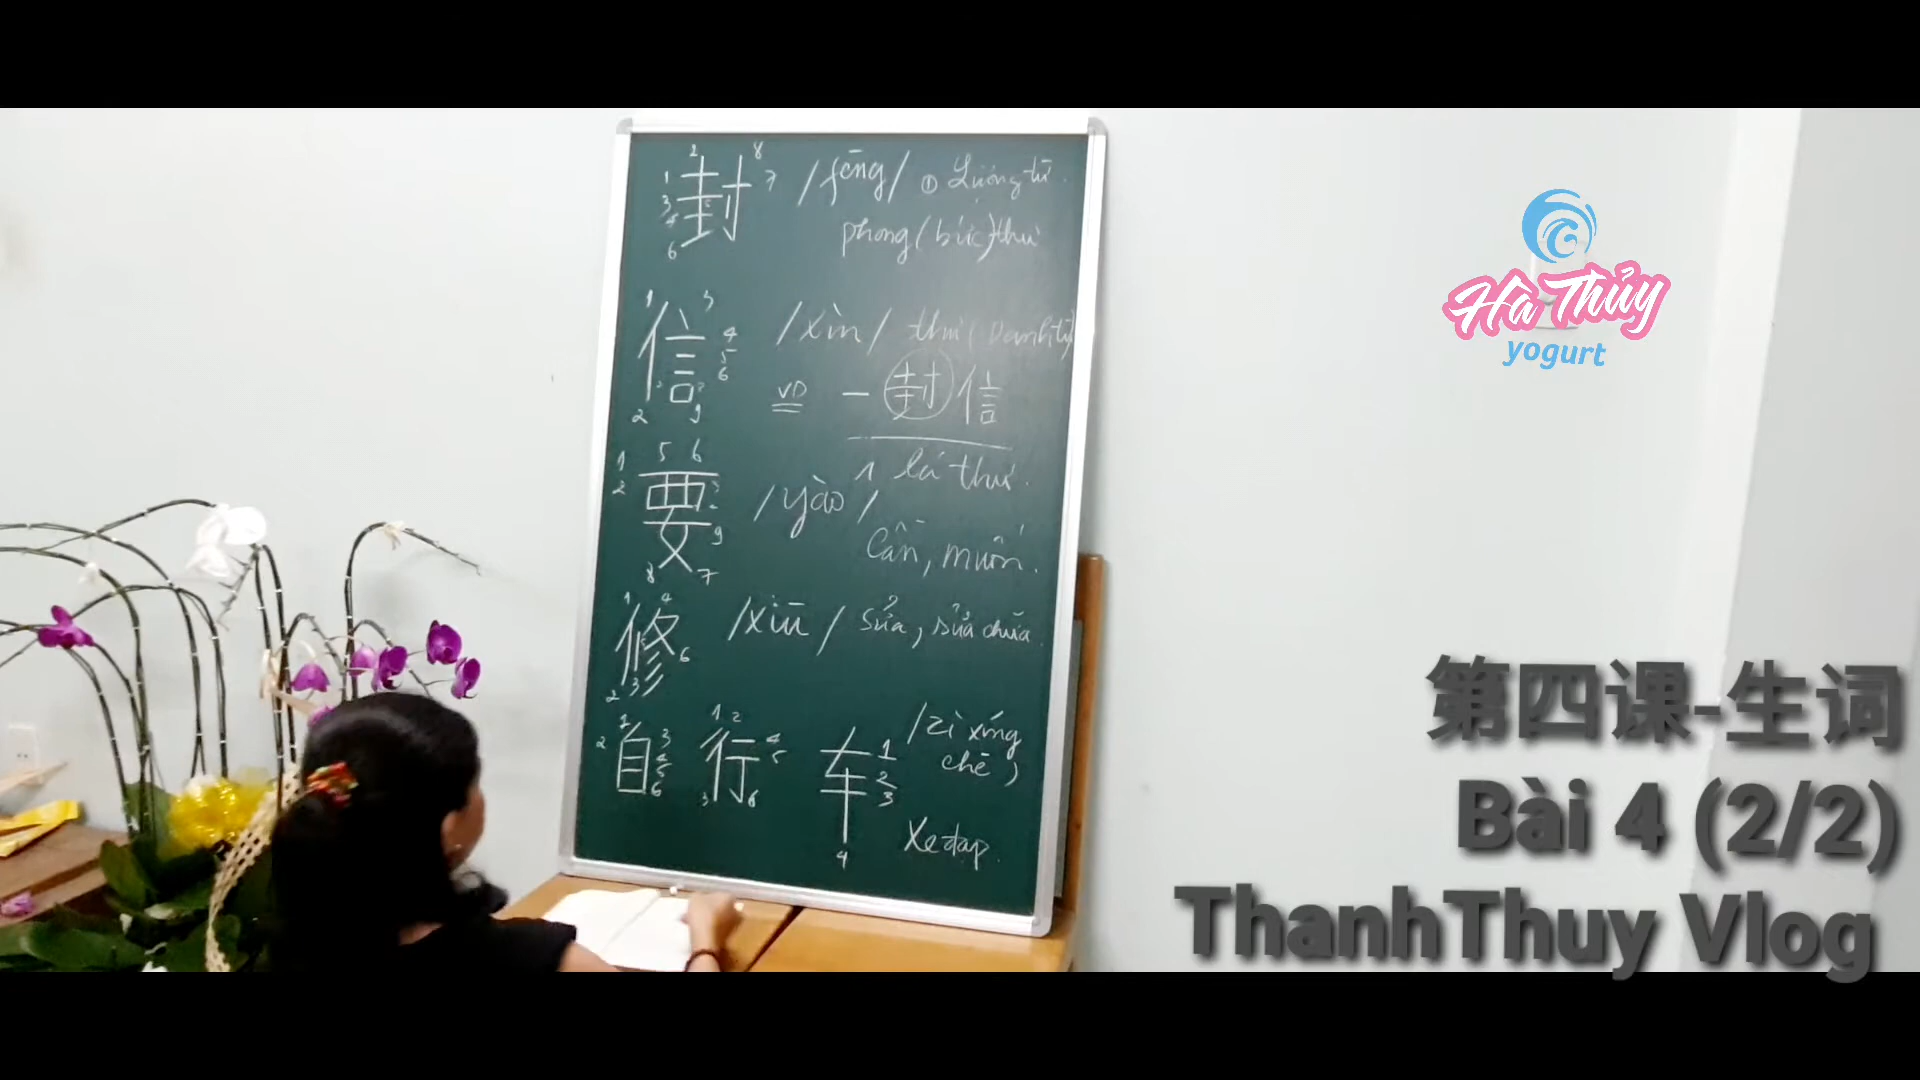 封 /fēng/ ① Lượng từ.
phong (bức) thư
信 /xìn/ thư (Danh từ)
VD 一封信
1 lá thư.
要 /yào/
Cần, muốn.
修 /xiū/ sửa, sửa chữa.
自行车 /zì xíng
chē)
Xe đạp.
Hà Thủy
yogurt
第四课-生词
Bài 4 (2/2)
ThanhThuy Vlog